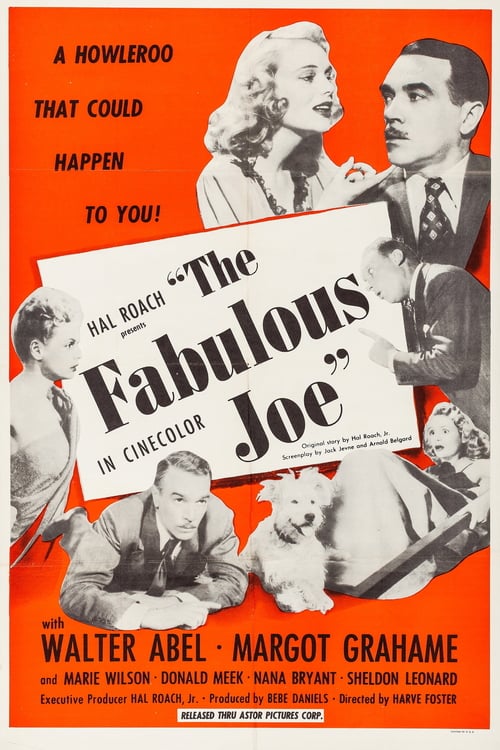 A HOWLEROO
THAT COULD
HAPPEN
TO YOU!
HAL ROACH
presents
"The
Fabulous
Joe"
IN CINECOLOR
Original story by Hal Roach, Jr.
Screenplay by Jack Jevne and Arnold Belgard
with
WALTER ABEL · MARGOT GRAHAME
and MARIE WILSON · DONALD MEEK · NANA BRYANT · SHELDON LEONARD
Executive Producer HAL ROACH, Jr. · Produced by BEBE DANIELS · Directed by HARVE FOSTER
RELEASED THRU ASTOR PICTURES CORP.